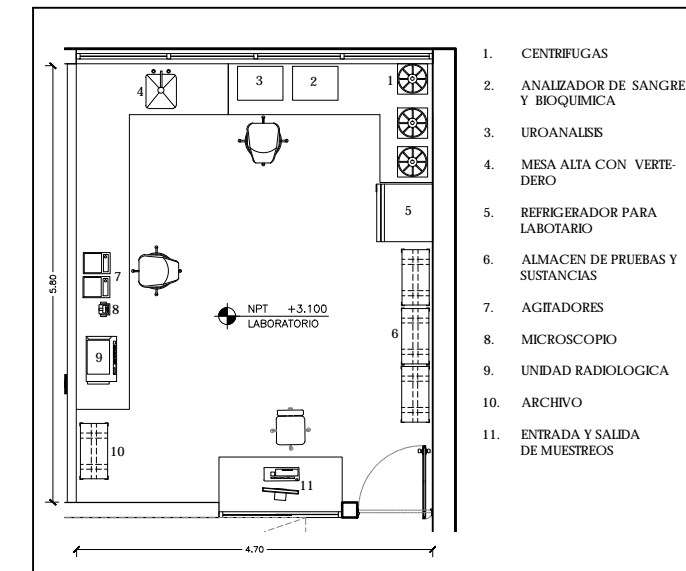 1. CENTRIFUGAS
2. ANALIZADOR DE SANGRE
Y BIOQUIMICA
3. UROANALISIS
4. MESA ALTA CON VERTE-
DERO
5. REFRIGERADOR PARA
LABOTARIO
6. ALMACEN DE PRUEBAS Y
SUSTANCIAS
7. AGITADORES
8. MICROSCOPIO
9. UNIDAD RADIOLOGICA
10. ARCHIVO
11. ENTRADA Y SALIDA
DE MUESTREOS
4
3
2
1
5
5.80
7
8
NPT +3.100
LABORATORIO
6
9
10
11
4.70